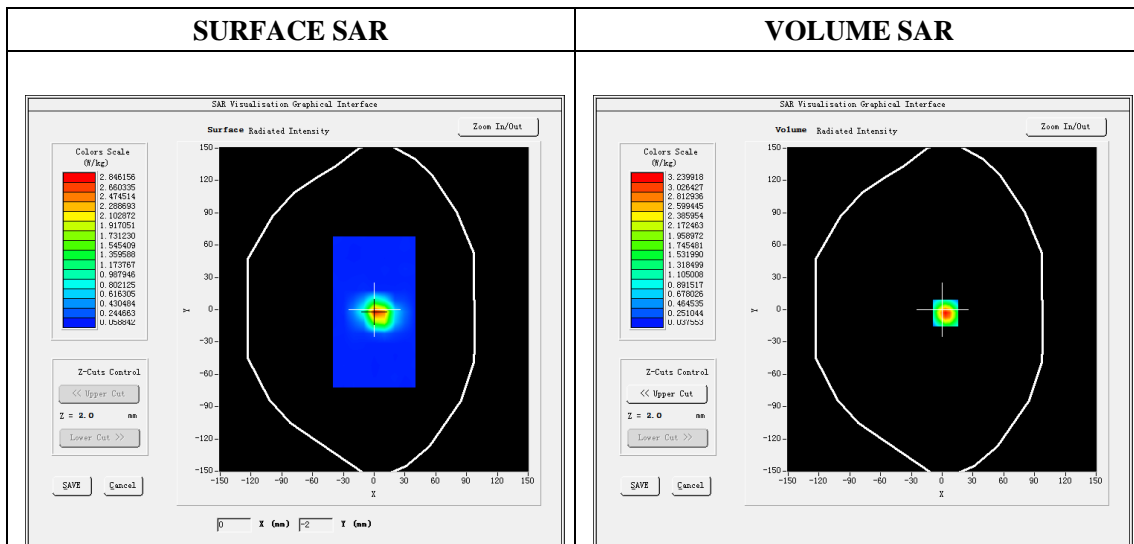 SURFACE SAR
VOLUME SAR
SAR Visualisation Graphical Interface
Surface Radiated Intensity
Zoom In/Out
Colors Scale
(W/kg)
2.846156
2.660335
2.474514
2.288693
2.102872
1.917051
1.731230
1.545409
1.359588
1.173767
0.987946
0.802125
0.616305
0.430484
0.244663
0.058842
150
120
90
60
30
0
-30
-60
-90
-120
-150
Y
-150 -120 -90 -60 -30 0 30 60 90 120 150
X
Z-Cuts Control
<< Upper Cut
Z = 2.0 mm
Lower Cut >>
SAVE Cancel
0 X (mm) -2 Y (mm)
SAR Visualisation Graphical Interface
Volume Radiated Intensity
Zoom In/Out
Colors Scale
(W/kg)
3.239918
3.026427
2.812936
2.599445
2.385954
2.172463
1.958972
1.745481
1.531990
1.318499
1.105008
0.891517
0.678026
0.464535
0.251044
0.037553
150
120
90
60
30
0
-30
-60
-90
-120
-150
Y
-150 -120 -90 -60 -30 0 30 60 90 120 150
X
Z-Cuts Control
<< Upper Cut
Z = 2.0 mm
Lower Cut >>
SAVE Cancel